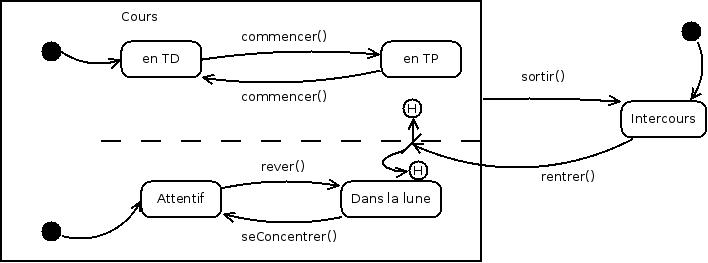 Cours
commencer()
en TD
en TP
commencer()
sortir()
H
Intercours
rever()
H
rentrer()
Attentif
Dans la lune
seConcentrer()